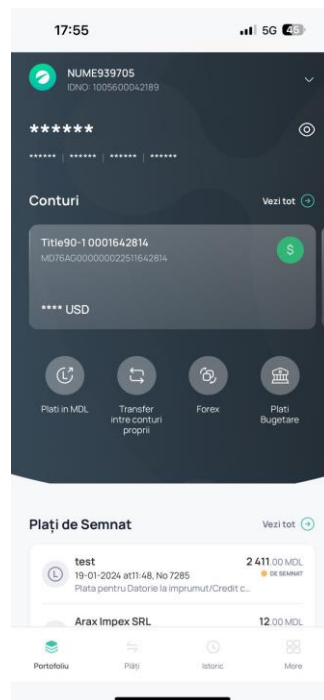 17:55
5G 45
NUME939705
IDNO: 1005600042189
******
****** | ****** | ****** | ******
Conturi
Vezi tot
Title90-1 0001642814
MD76AG000000022511642814
$
**** USD
Plati in MDL
Transfer
intre conturi
proprii
Forex
Plati
Bugetare
Plăți de Semnat
Vezi tot
L
test
2 411.00 MDL
19-01-2024 at11:48, No 7285
DE SEMNAT
Plata pentru Datorie la imprumut/Credit c...
Arax Impex SRL
12.00 MDL
Portofoliu
Plăți
Istoric
More